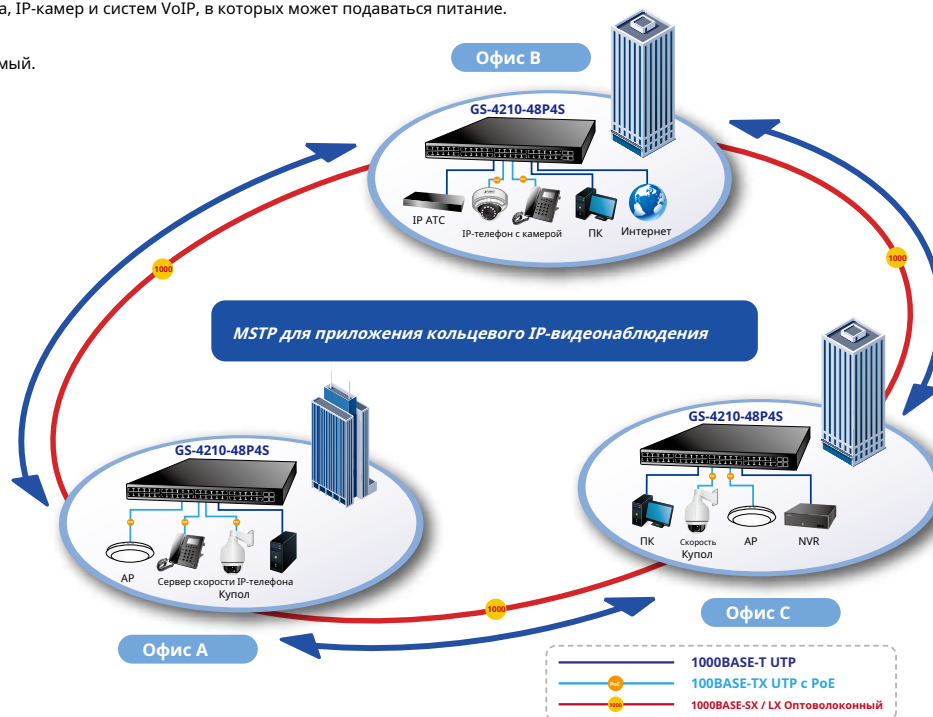 а, IP-камер и систем VoIP, в которых может подаваться питание.
мый.
Офис B
GS-4210-48P4S
IP АТС
IP-телефон с камерой
ПК
Интернет
1000
1000
MSTP для приложения кольцевого IP-видеонаблюдения
GS-4210-48P4S
AP
Сервер скорости IP-телефона
Купол
Офис A
GS-4210-48P4S
ПК
Скорость
Купол
AP
NVR
Офис C
1000
1000BASE-T UTP
PoE
100BASE-TX UTP с PoE
1000
1000BASE-SX / LX Оптоволоконный